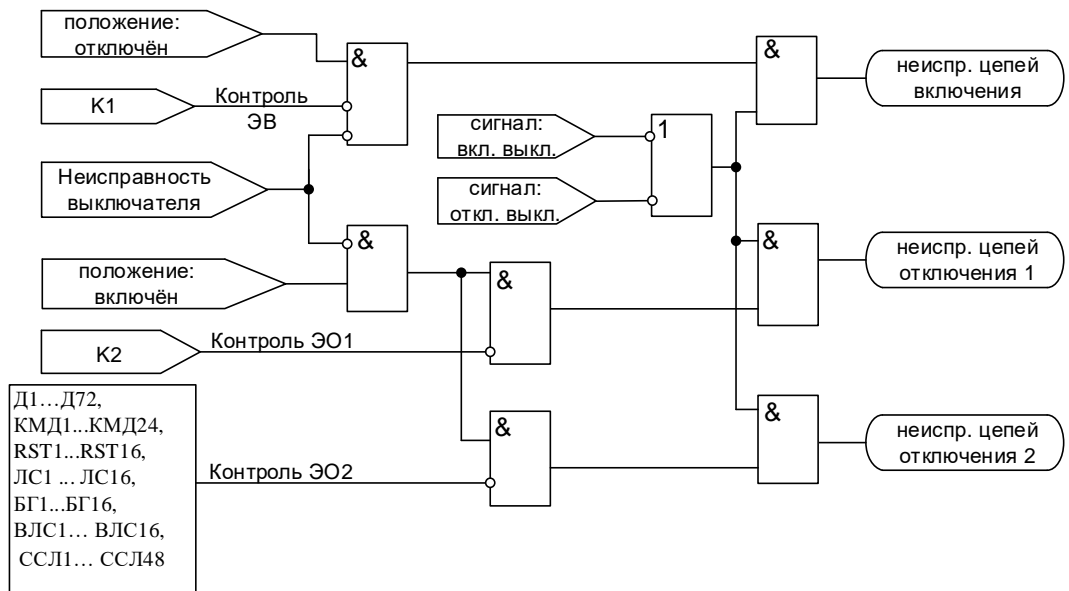 положение:
отключён
&
&
неиспр. цепей
включения
K1
Контроль
ЭВ
сигнал:
вкл. выкл.
1
Неисправность
выключателя
сигнал:
откл. выкл.
&
&
неиспр. цепей
отключения 1
положение:
включён
&
K2
Контроль ЭО1
Д1…Д72,
КМД1...КМД24,
RST1...RST16,
ЛС1 ... ЛС16,
БГ1...БГ16,
ВЛС1… ВЛС16,
ССЛ1… ССЛ48
Контроль ЭО2
&
&
неиспр. цепей
отключения 2